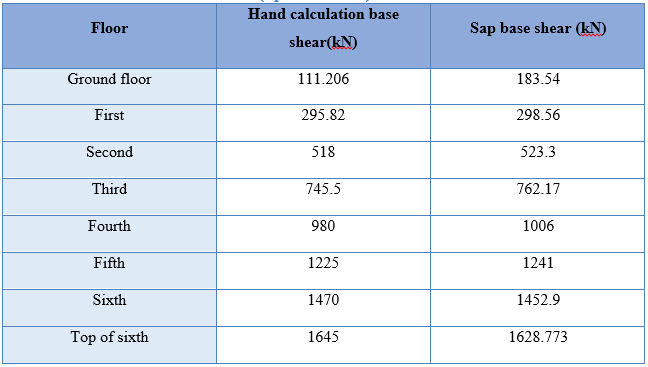 Floor Hand calculation base shear(kN) Sap base shear (kN)
Ground floor 111.206 183.54
First 295.82 298.56
Second 518 523.3
Third 745.5 762.17
Fourth 980 1006
Fifth 1225 1241
Sixth 1470 1452.9
Top of sixth 1645 1628.773